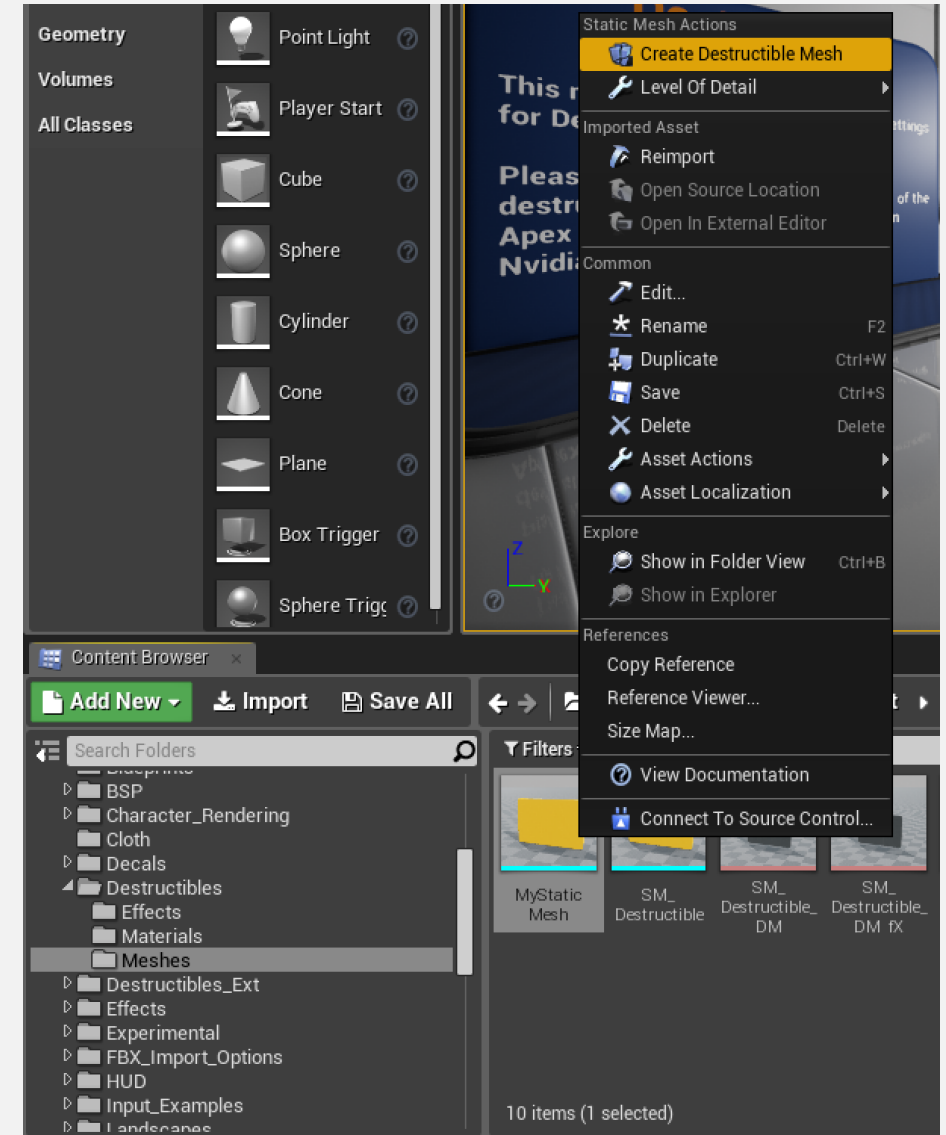 Geometry
Volumes
All Classes
Point Light
Player Start
Cube
Sphere
Cylinder
Cone
Plane
Box Trigger
Sphere Trigg
This
for De
Pleas
destru
Apex
Nvidia
ttings
of the
n
Z
Y
Static Mesh Actions
Create Destructible Mesh
Level Of Detail
Imported Asset
Reimport
Open Source Location
Open In External Editor
Common
Edit...
Rename F2
Duplicate Ctrl+W
Save Ctrl+S
Delete Delete
Asset Actions
Asset Localization
Explore
Show in Folder View Ctrl+B
Show in Explorer
References
Copy Reference
Reference Viewer...
Size Map...
View Documentation
Connect To Source Control...
Content Browser
Add New Import Save All
Search Folders
Blueprints
BSP
Character_Rendering
Cloth
Decals
Destructibles
Effects
Materials
Meshes
Destructibles_Ext
Effects
Experimental
FBX_Import_Options
HUD
Input_Examples
Landscapes
Filters
MyStatic
Mesh
SM_
Destructible
SM_
Destructible_
DM
SM_
Destructible_
DM_fX
10 items (1 selected)